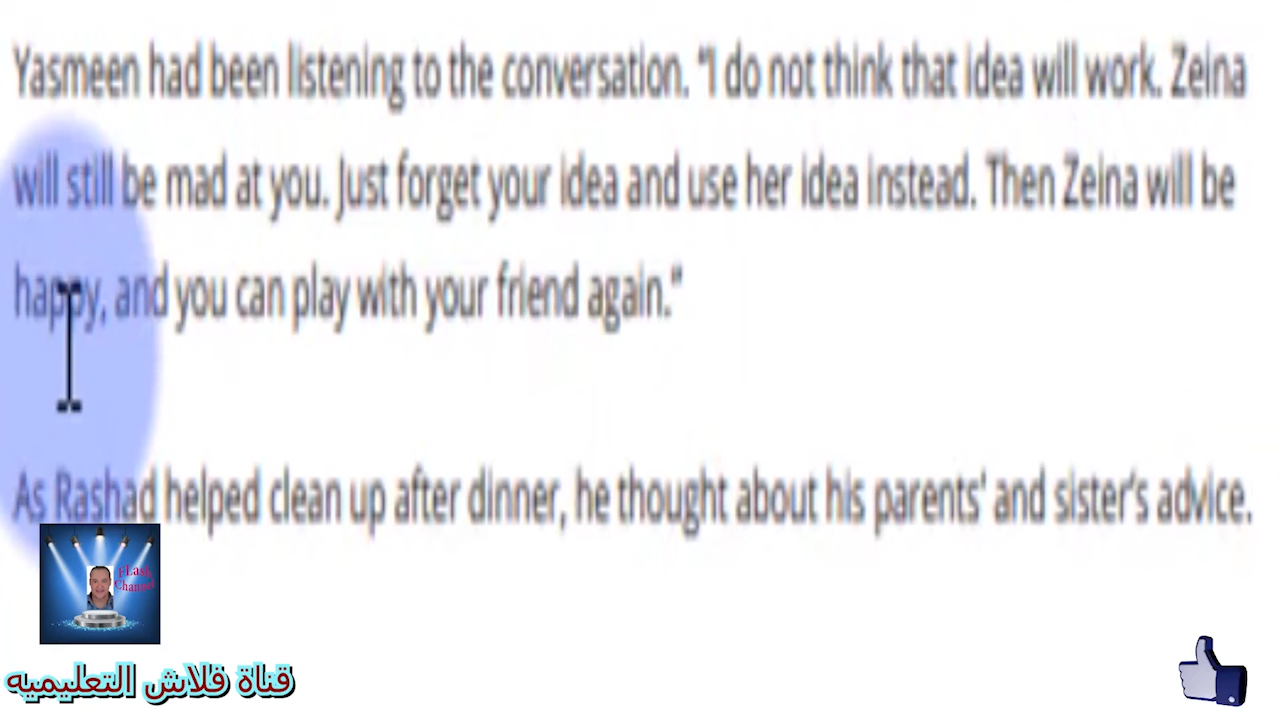 Yasmeen had been listening to the conversation. "I do not think that idea will work. Zeina
will still be mad at you. Just forget your idea and use her idea instead. Then Zeina will be
happy, and you can play with your friend again."
As Rashad helped clean up after dinner, he thought about his parents' and sister's advice.
FLash
Channel
قناة فلاش التعليميه